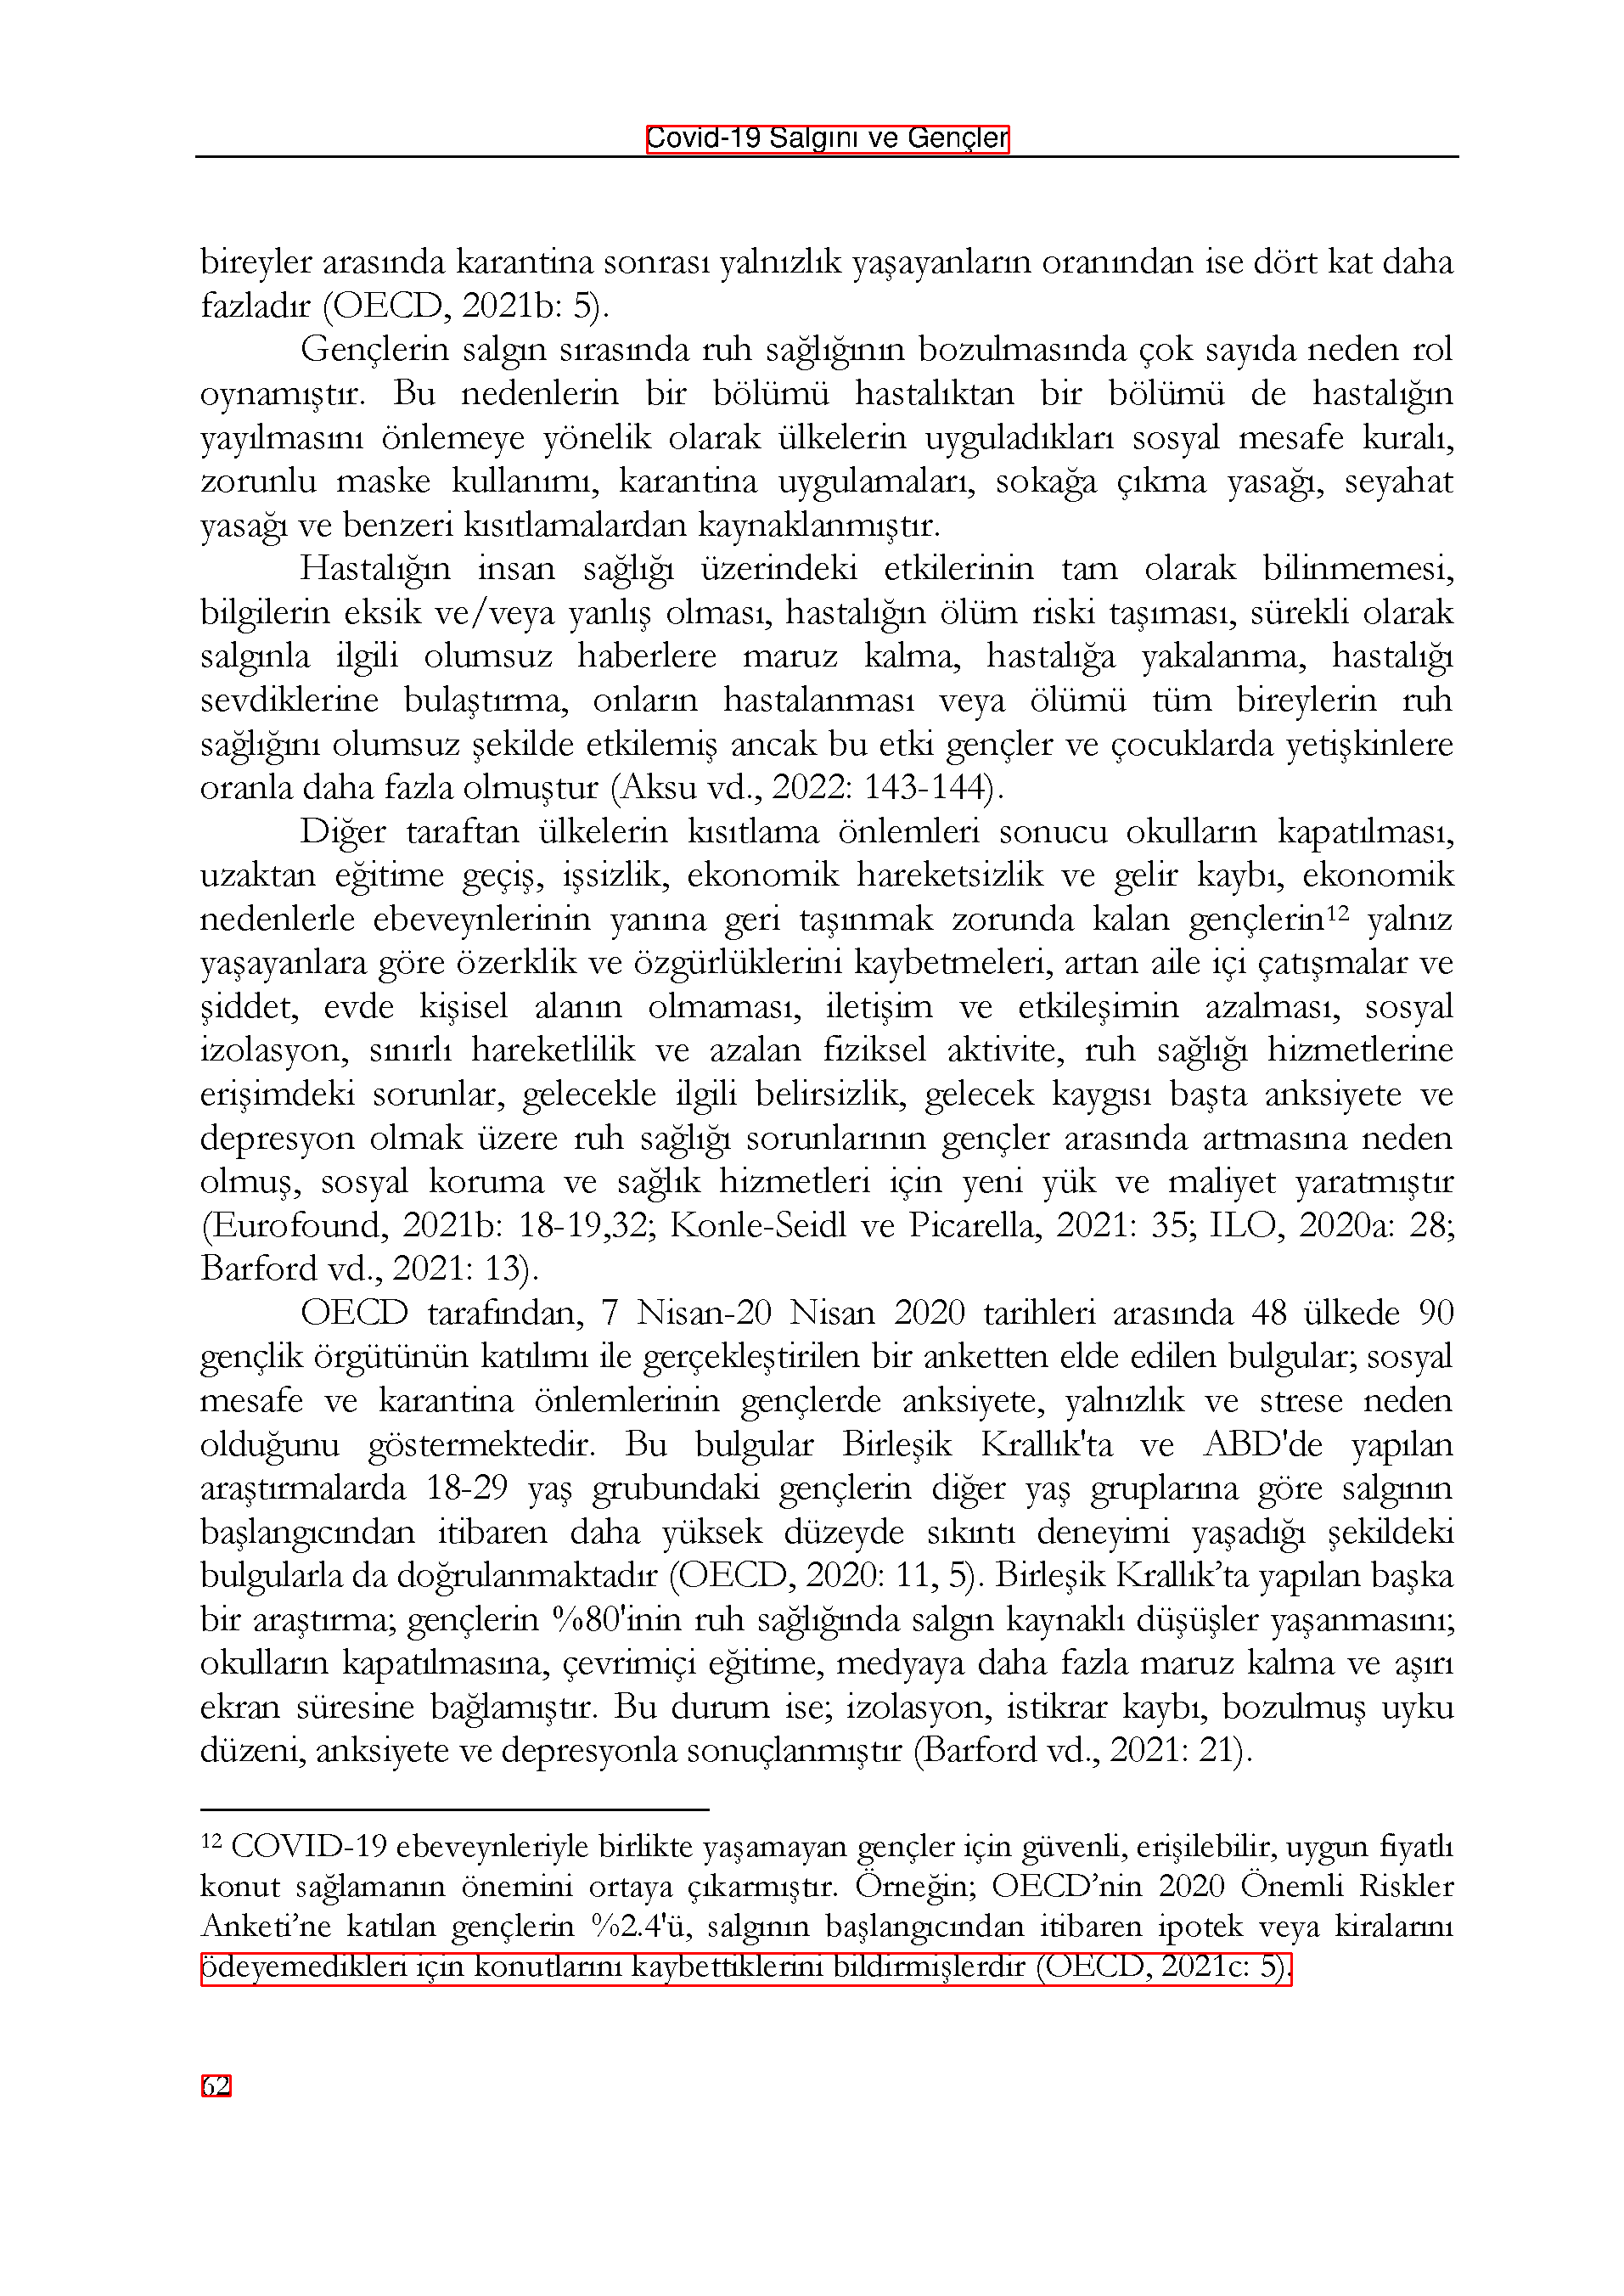 Covid-19 Salgını ve Gençler
bireyler arasında karantina sonrası yalnızlık yaşayanların oranından ise dört kat daha
fazladır (OECD, 2021b: 5).
Gençlerin salgın sırasında ruh sağlığının bozulmasında çok sayıda neden rol
oynamıştır. Bu nedenlerin bir bölümü hastalıktan bir bölümü de hastalığın
yayılmasını önlemeye yönelik olarak ülkelerin uyguladıkları sosyal mesafe kuralı,
zorunlu maske kullanımı, karantina uygulamaları, sokağa çıkma yasağı, seyahat
yasağı ve benzeri kısıtlamalardan kaynaklanmıştır.
Hastalığın insan sağlığı üzerindeki etkilerinin tam olarak bilinmemesi,
bilgilerin eksik ve/veya yanlış olması, hastalığın ölüm riski taşıması, sürekli olarak
salgınla ilgili olumsuz haberlere maruz kalma, hastalığa yakalanma, hastalığı
sevdiklerine bulaştırma, onların hastalanması veya ölümü tüm bireylerin ruh
sağlığını olumsuz şekilde etkilemiş ancak bu etki gençler ve çocuklarda yetişkinlere
oranla daha fazla olmuştur (Aksu vd., 2022: 143-144).
Diğer taraftan ülkelerin kısıtlama önlemleri sonucu okulların kapatılması,
uzaktan eğitime geçiş, işsizlik, ekonomik hareketsizlik ve gelir kaybı, ekonomik
nedenlerle ebeveynlerinin yanına geri taşınmak zorunda kalan gençlerin¹² yalnız
yaşayanlara göre özerklik ve özgürlüklerini kaybetmeleri, artan aile içi çatışmalar ve
şiddet, evde kişisel alanın olmaması, iletişim ve etkileşimin azalması, sosyal
izolasyon, sınırlı hareketlilik ve azalan fiziksel aktivite, ruh sağlığı hizmetlerine
erişimdeki sorunlar, gelecekle ilgili belirsizlik, gelecek kaygısı başta anksiyete ve
depresyon olmak üzere ruh sağlığı sorunlarının gençler arasında artmasına neden
olmuş, sosyal koruma ve sağlık hizmetleri için yeni yük ve maliyet yaratmıştır
(Eurofound, 2021b: 18-19,32; Konle-Seidl ve Picarella, 2021: 35; ILO, 2020a: 28;
Barford vd., 2021: 13).
OECD tarafından, 7 Nisan-20 Nisan 2020 tarihleri arasında 48 ülkede 90
gençlik örgütünün katılımı ile gerçekleştirilen bir anketten elde edilen bulgular; sosyal
mesafe ve karantina önlemlerinin gençlerde anksiyete, yalnızlık ve strese neden
olduğunu göstermektedir. Bu bulgular Birleşik Krallık'ta ve ABD'de yapılan
araştırmalarda 18-29 yaş grubundaki gençlerin diğer yaş gruplarına göre salgının
başlangıcından itibaren daha yüksek düzeyde sıkıntı deneyimi yaşadığı şekildeki
bulgularla da doğrulanmaktadır (OECD, 2020: 11, 5). Birleşik Krallık’ta yapılan başka
bir araştırma; gençlerin %80'inin ruh sağlığında salgın kaynaklı düşüşler yaşanmasını;
okulların kapatılmasına, çevrimiçi eğitime, medyaya daha fazla maruz kalma ve aşırı
ekran süresine bağlamıştır. Bu durum ise; izolasyon, istikrar kaybı, bozulmuş uyku
düzeni, anksiyete ve depresyonla sonuçlanmıştır (Barford vd., 2021: 21).
¹² COVID-19 ebeveynleriyle birlikte yaşamayan gençler için güvenli, erişilebilir, uygun fiyatlı
konut sağlamanın önemini ortaya çıkarmıştır. Örneğin; OECD’nin 2020 Önemli Riskler
Anketi’ne katılan gençlerin %2.4'ü, salgının başlangıcından itibaren ipotek veya kiralarını
ödeyemedikleri için konutlarını kaybettiklerini bildirmişlerdir (OECD, 2021c: 5).
62